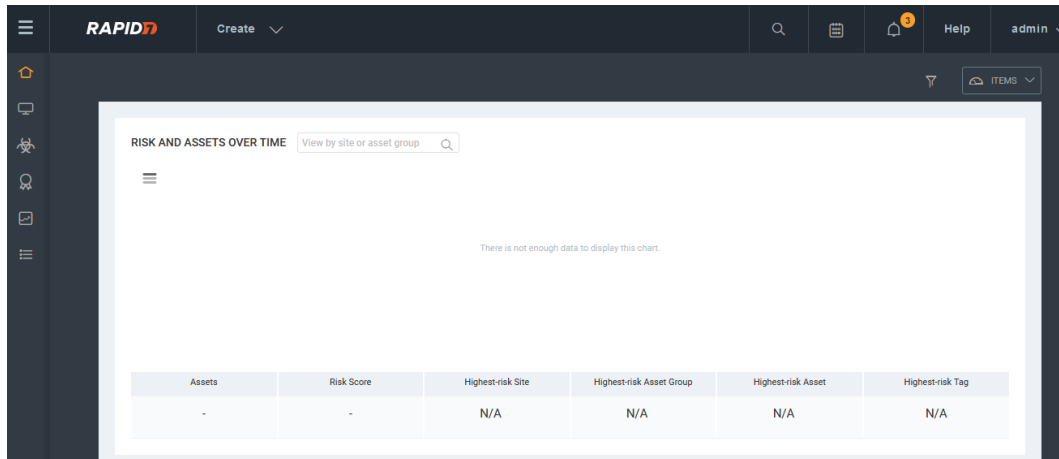 RAPID7 Create 3 Help admin
ITEMS
RISK AND ASSETS OVER TIME View by site or asset group
There is not enough data to display this chart.
Assets Risk Score Highest-risk Site Highest-risk Asset Group Highest-risk Asset Highest-risk Tag
- - N/A N/A N/A N/A